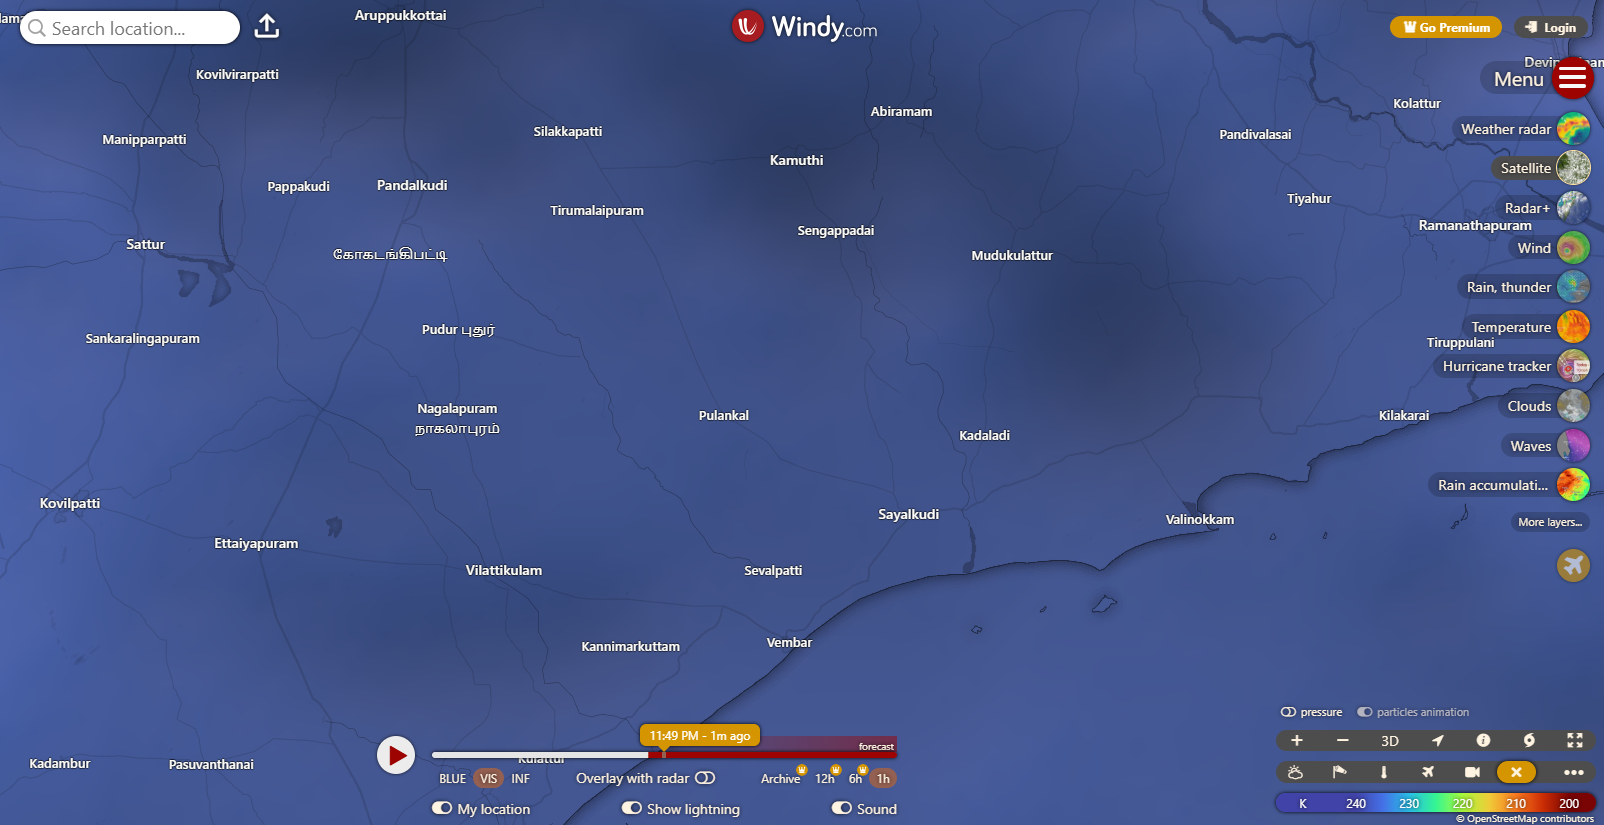 Aruppukkottai
Search location...
Windy.com
Go Premium
Login
Menu
Kovilvirarpatti
Kolattur
Abiramam
Manipparpatti
Silakkapatti
Pandivalasai
Weather radar
Kamuthi
Satellite
Pappakudi
Pandalkudi
Tirumalaipuram
Tiyahur
Radar+
Sengappadai
Ramanathapuram
Sattur
கோகடங்கிபட்டி
Mudukulattur
Wind
Rain, thunder
Pudur புதூர்
Temperature
Sankaralingapuram
Tiruppulani
Hurricane tracker
Nagalapuram
நாகலாபுரம்
Pulankal
Kilakarai
Clouds
Kadaladi
Waves
Rain accumulati...
Kovilpatti
Sayalkudi
Valinokkam
More layers...
Ettaiyapuram
Vilattikulam
Sevalpatti
Kannimarkuttam
Vembar
pressure
particles animation
11:49 PM - 1m ago
forecast
3D
Kadambur
Pasuvanthanai
Kulattur
BLUE VIS INF
Overlay with radar
Archive 12h 6h 1h
My location
Show lightning
Sound
K 240 230 220 210 200
© OpenStreetMap contributors